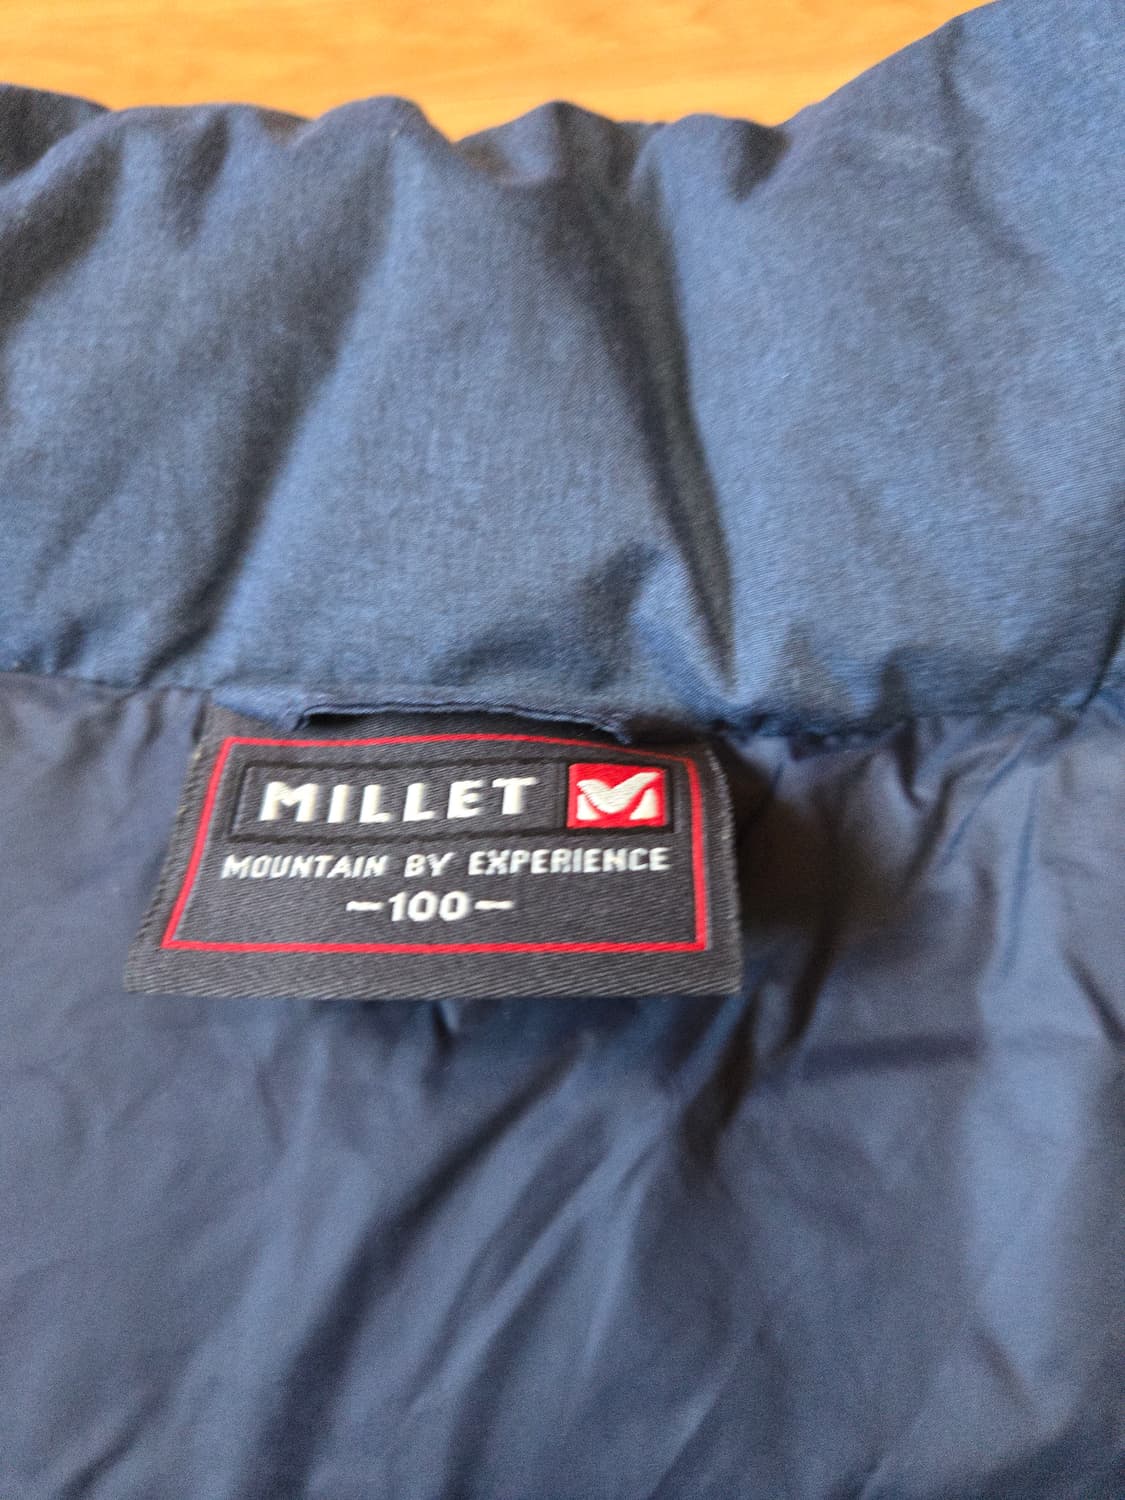 MILLET
MOUNTAIN BY EXPERIENCE
~100~